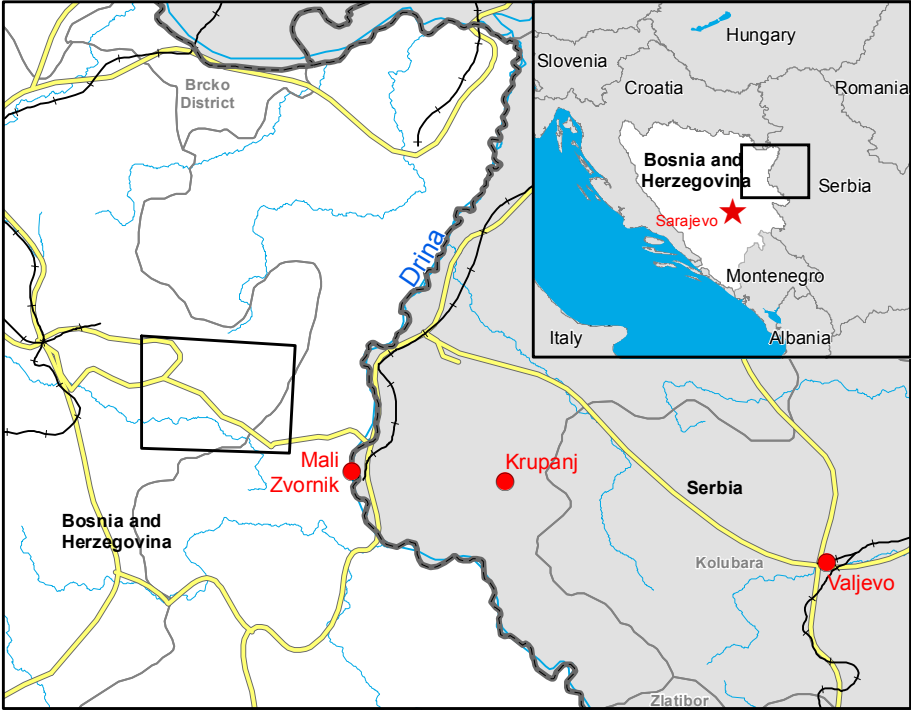 Brcko
District
Drina
Mali
Zvornik
Krupanj
Serbia
Bosnia and
Herzegovina
Kolubara
Valjevo
Zlatibor
Hungary
Slovenia
Croatia
Romania
Bosnia and
Herzegovina
Serbia
Sarajevo
Montenegro
Italy
Albania